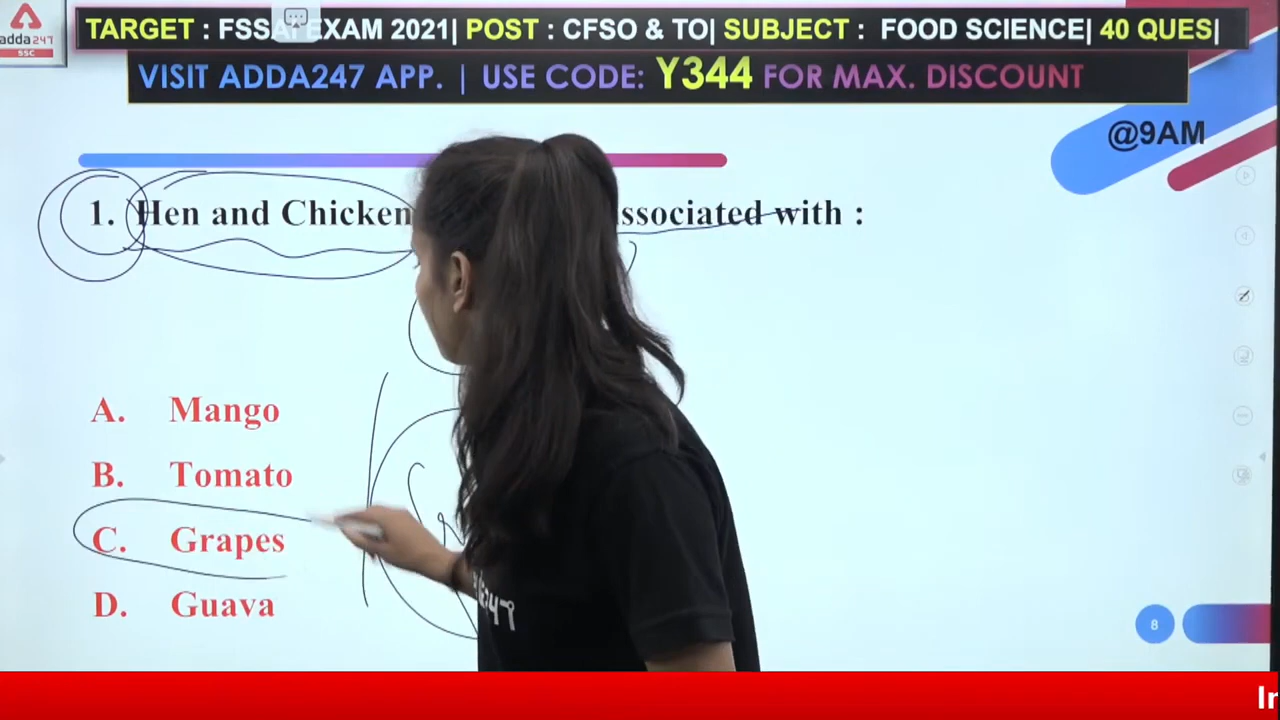 adda247
SSC
TARGET : FSSAI EXAM 2021| POST : CFSO & TO| SUBJECT : FOOD SCIENCE| 40 QUES|
VISIT ADDA247 APP. | USE CODE: Y344 FOR MAX. DISCOUNT
@9AM
1. Hen and Chicken ssociated with :
A. Mango
B. Tomato
C. Grapes
D. Guava
8